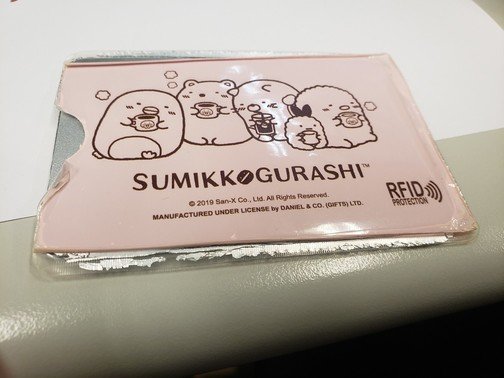 SUMIKKOGURASHI™
© 2019 San-X Co., Ltd. All Rights Reserved.
MANUFACTURED UNDER LICENSE by DANIEL & CO. (GIFTS) LTD.
RFID
PROTECTION